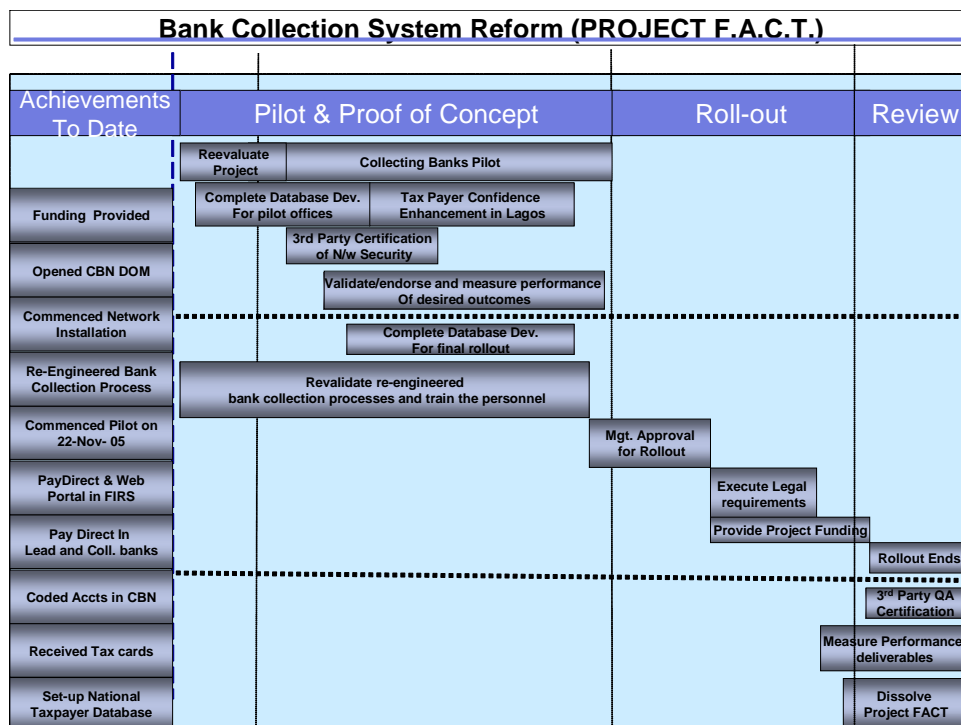 Bank Collection System Reform (PROJECT F.A.C.T.)
Achievements
To Date
Pilot & Proof of Concept
Roll-out
Review
Funding Provided
Opened CBN DOM
Commenced Network
Installation
Re-Engineered Bank
Collection Process
Commenced Pilot on
22-Nov- 05
PayDirect & Web
Portal in FIRS
Pay Direct In
Lead and Coll. banks
Coded Accts in CBN
Received Tax cards
Set-up National
Taxpayer Database
Reevaluate
Project
Collecting Banks Pilot
Complete Database Dev.
For pilot offices
Tax Payer Confidence
Enhancement in Lagos
3rd Party Certification
of N/w Security
Validate/endorse and measure performance
Of desired outcomes
Complete Database Dev.
For final rollout
Revalidate re-engineered
bank collection processes and train the personnel
Mgt. Approval
for Rollout
Execute Legal
requirements
Provide Project Funding
Rollout Ends
3rd Party QA
Certification
Measure Performance
deliverables
Dissolve
Project FACT